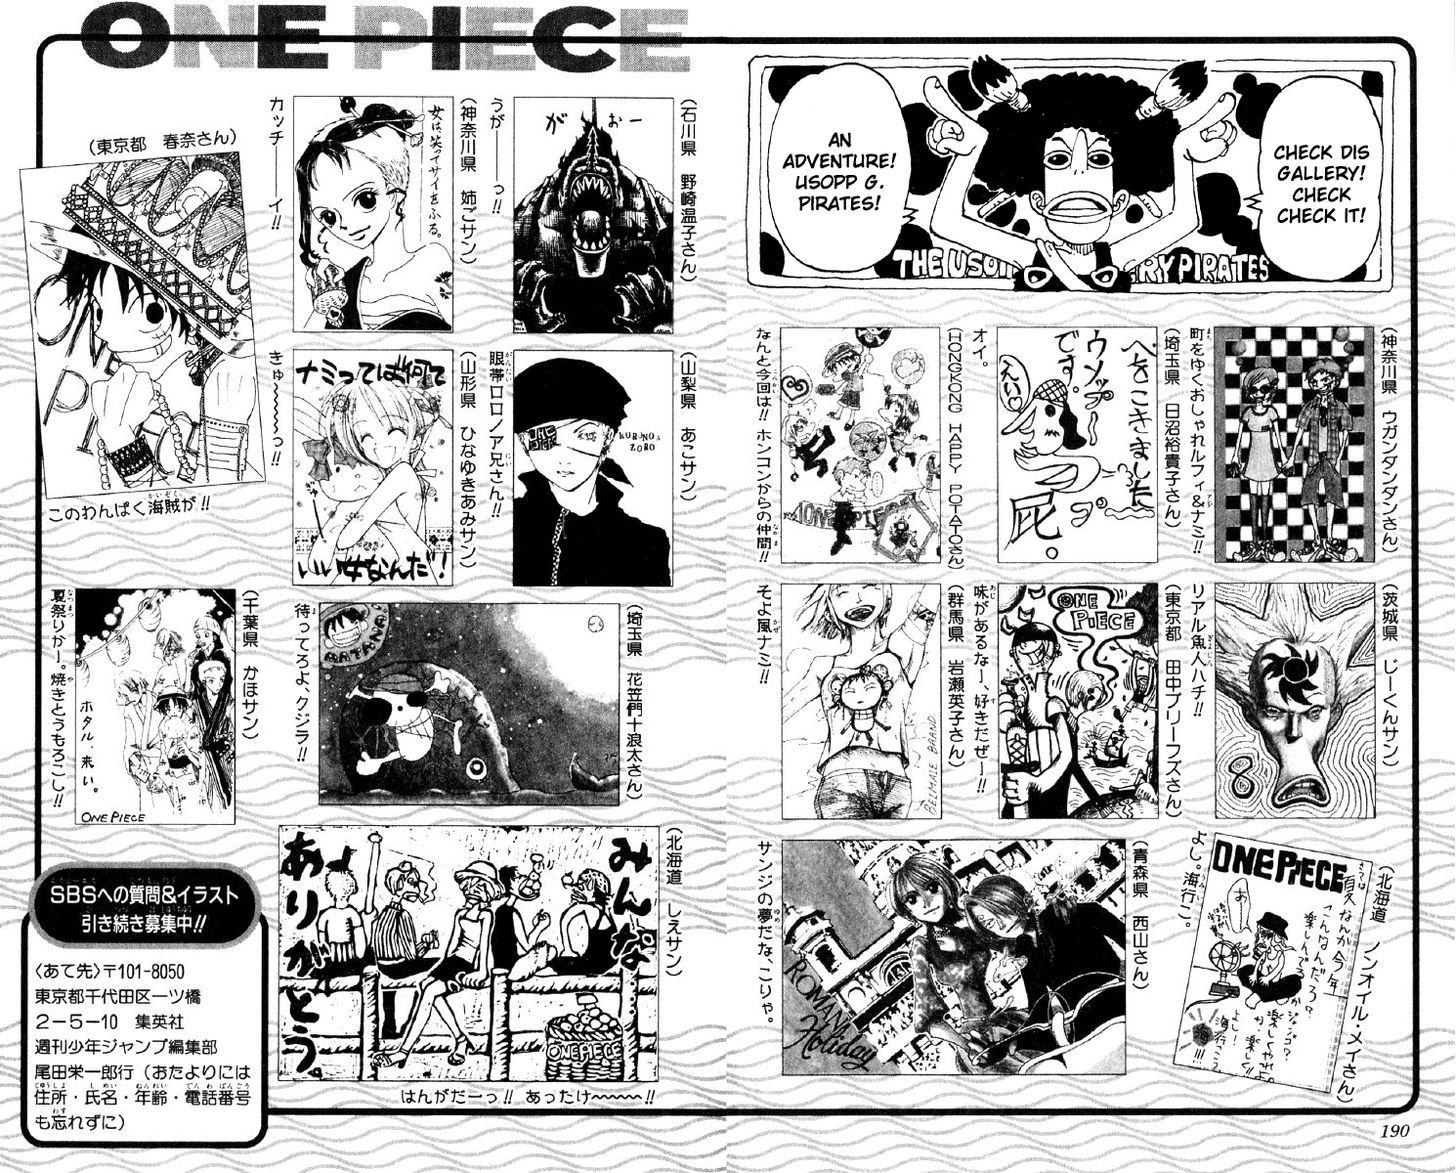 ONE PIECE
AN
ADVENTURE!
USOPP G.
PIRATES!
CHECK DIS
GALLERY!
CHECK
CHECK IT!
(神奈川県 ウガンダンダンさん)
町をゆくおしゃれルフィ&ナミ!!
(埼玉県 日沼裕貴子さん)
オイ。
へをこきました
ウソップー
です。
屁。
(HONGKONG HAPPY POTATOさん)
なんと今回は!! ホンコンからの仲間!!
(茨城県 じーくんサン)
リアル魚人ハチ!!
8
(東京都 田中ブリーフズさん)
味があるなー、好きだぜー!!
ONE
PIECE
(群馬県 岩瀬英子さん)
そよ風ナミ!!
(北海道 ノンオイル・メイさん)
よし。海行こ。
ONE PIECE
(青森県 西山さん)
サンジの夢だな、こりゃ。
ROMAN
Holiday
(石川県 野崎温子さん)
うがーーーっ!!
がおー
(神奈川県 姉ごサン)
カッチーーイ!!
女は、笑ってサイをふる。
(東京都 春奈さん)
このわんぱく海賊が!!
(山梨県 あこサン)
眼帯ロロノア兄さん!!
ZORO
(山形県 ひなゆきあみサン)
きゅ〜〜〜っ!!
ナミってば何て
いい女なんだ!
(埼玉県 花笠門十浪太さん)
待ってろよ、クジラ!!
(千葉県 かほサン)
夏祭りかー。焼きとうもろこし!!
ホタル、来い。
ONE PIECE
(北海道 しえサン)
みんな
ありがとう。
ONE PIECE
はんがだーっ!! あったけ〜〜〜〜!!
SBSへの質問&イラスト
引き続き募集中!!
〈あて先〉〒101-8050
東京都千代田区一ツ橋
2-5-10 集英社
週刊少年ジャンプ編集部
尾田栄一郎行(おたよりには
住所・氏名・年齢・電話番号
も忘れずに)
190